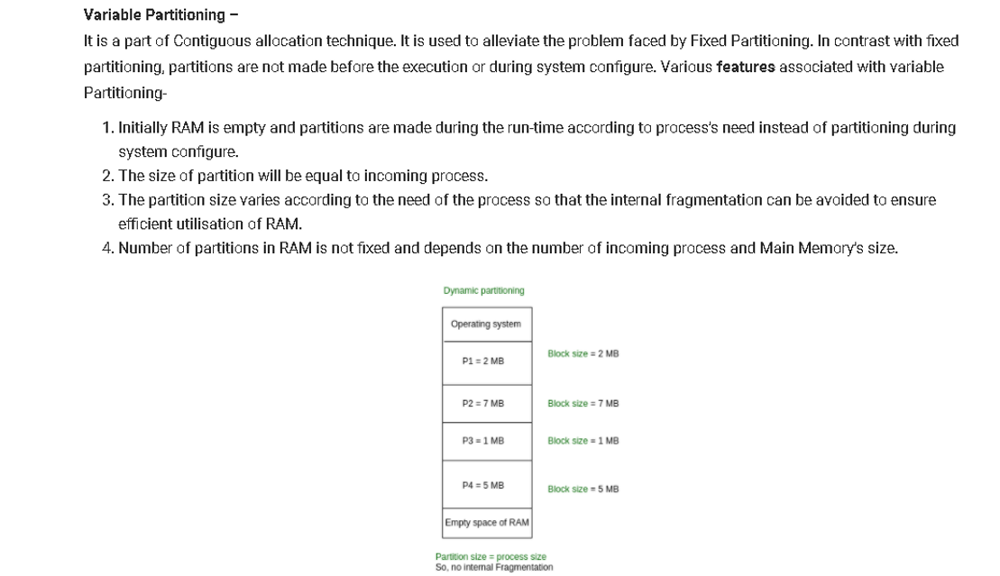 Variable Partitioning –
It is a part of Contiguous allocation technique. It is used to alleviate the problem faced by Fixed Partitioning. In contrast with fixed
partitioning, partitions are not made before the execution or during system configure. Various features associated with variable
Partitioning-
1. Initially RAM is empty and partitions are made during the run-time according to process's need instead of partitioning during
system configure.
2. The size of partition will be equal to incoming process.
3. The partition size varies according to the need of the process so that the internal fragmentation can be avoided to ensure
efficient utilisation of RAM.
4. Number of partitions in RAM is not fixed and depends on the number of incoming process and Main Memory's size.
Dynamic partitioning
Operating system
P1 = 2 MB
Block size = 2 MB
P2 = 7 MB
Block size = 7 MB
P3 = 1 MB
Block size = 1 MB
P4 = 5 MB
Block size = 5 MB
Empty space of RAM
Partition size = process size
So, no internal Fragmentation